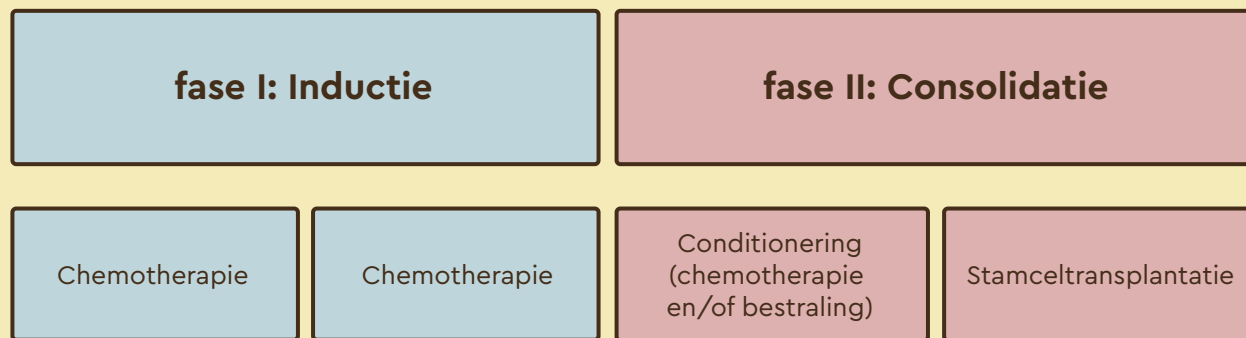 fase I: Inductie
fase II: Consolidatie
Chemotherapie
Chemotherapie
Conditionering
(chemotherapie
en/of bestraling)
Stamceltransplantatie